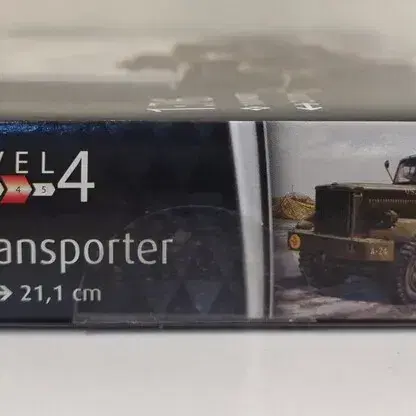 VEL 4
4 5
ansporter
→ 21,1 cm
A-24